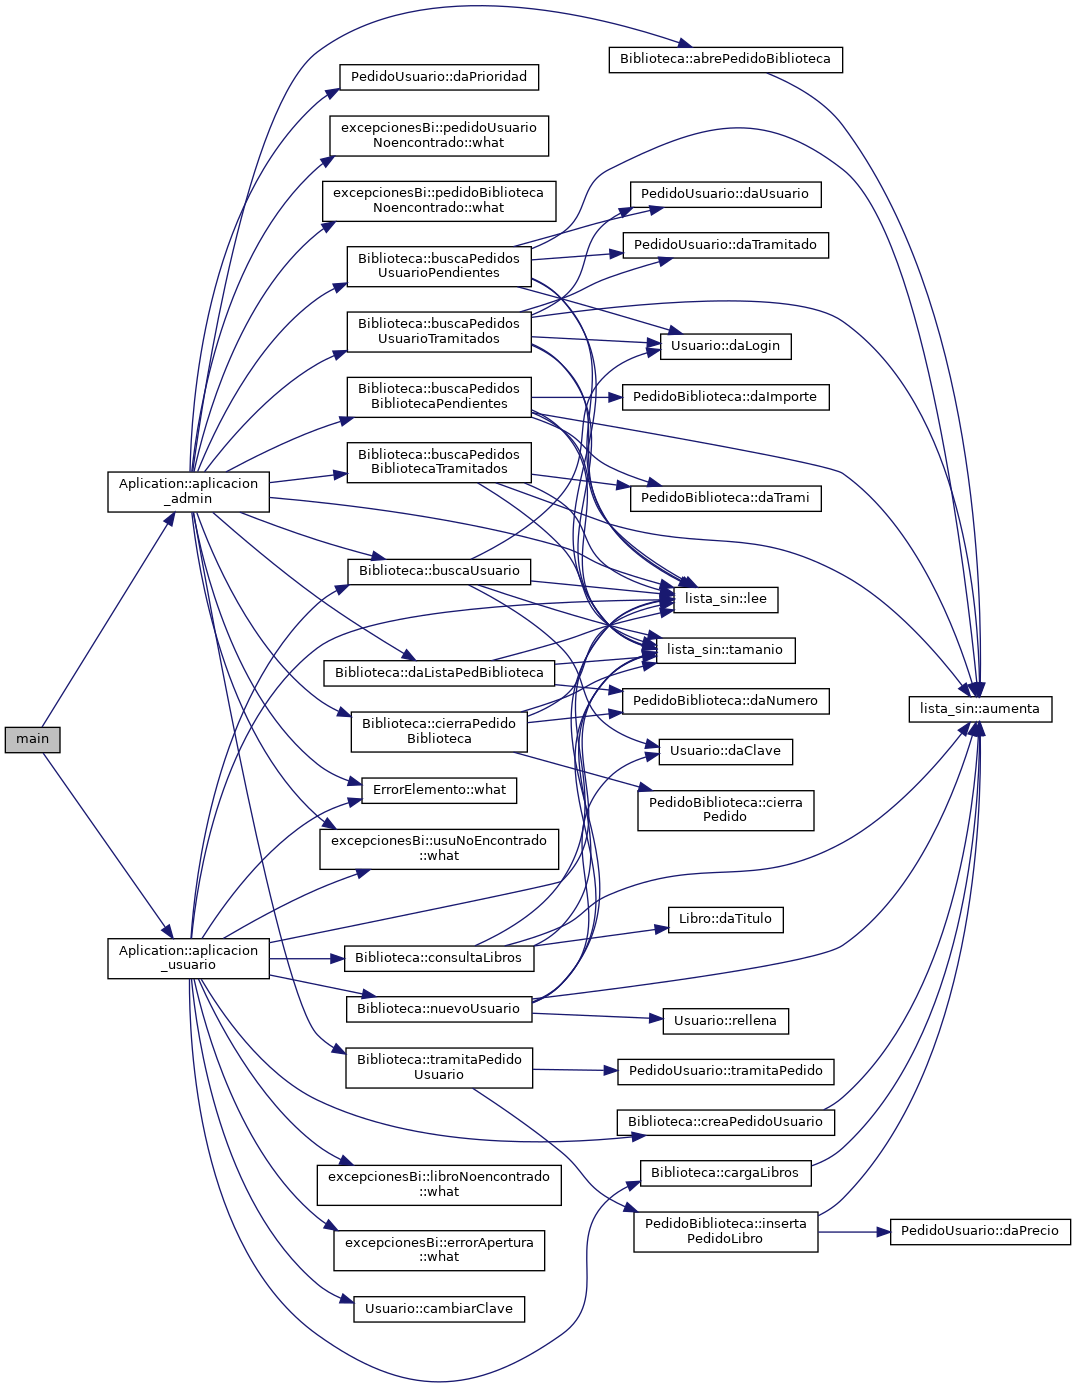 main
Aplication::aplicacion
_admin
Aplication::aplicacion
_usuario
PedidoUsuario::daPrioridad
excepcionesBi::pedidoUsuario
Noencontrado::what
excepcionesBi::pedidoBiblioteca
Noencontrado::what
Biblioteca::buscaPedidos
UsuarioPendientes
Biblioteca::buscaPedidos
UsuarioTramitados
Biblioteca::buscaPedidos
BibliotecaPendientes
Biblioteca::buscaPedidos
BibliotecaTramitados
Biblioteca::buscaUsuario
Biblioteca::daListaPedBiblioteca
Biblioteca::cierraPedido
Biblioteca
ErrorElemento::what
excepcionesBi::usuNoEncontrado
::what
Biblioteca::consultaLibros
Biblioteca::nuevoUsuario
Biblioteca::tramitaPedido
Usuario
excepcionesBi::libroNoencontrado
::what
excepcionesBi::errorApertura
::what
Usuario::cambiarClave
Biblioteca::abrePedidoBiblioteca
PedidoUsuario::daUsuario
PedidoUsuario::daTramitado
Usuario::daLogin
PedidoBiblioteca::daImporte
PedidoBiblioteca::daTrami
lista_sin::lee
lista_sin::tamanio
PedidoBiblioteca::daNumero
Usuario::daClave
PedidoBiblioteca::cierra
Pedido
Libro::daTitulo
Usuario::rellena
PedidoUsuario::tramitaPedido
Biblioteca::creaPedidoUsuario
Biblioteca::cargaLibros
PedidoBiblioteca::inserta
PedidoLibro
lista_sin::aumenta
PedidoUsuario::daPrecio